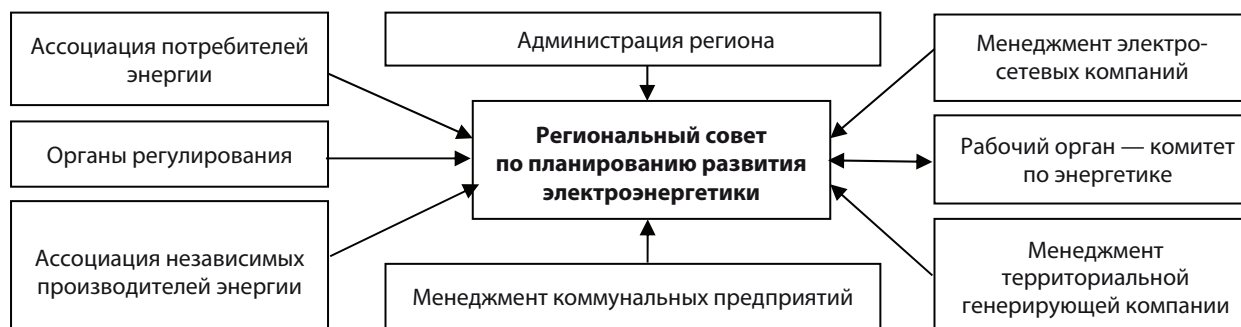 Ассоциация потребителей
энергии
Администрация региона
Менеджмент электро-
сетевых компаний
Органы регулирования
Региональный совет
по планированию развития
электроэнергетики
Рабочий орган — комитет
по энергетике
Ассоциация независимых
производителей энергии
Менеджмент коммунальных предприятий
Менеджмент
территориальной
генерирующей компании